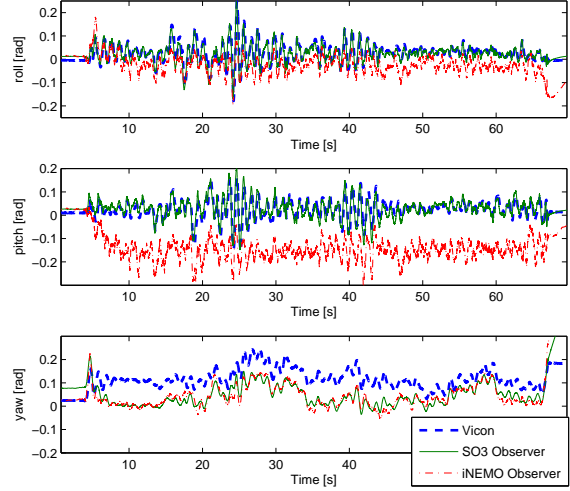 0.2
0.1
0
−0.1
−0.2
roll [rad]
10 20 30 40 50 60
Time [s]
0.2
0.1
0
−0.1
−0.2
−0.3
pitch [rad]
10 20 30 40 50 60
Time [s]
0.2
0.1
0
−0.1
−0.2
yaw [rad]
10 20 30 40
Time [s]
Vicon
SO3 Observer
iNEMO Observer